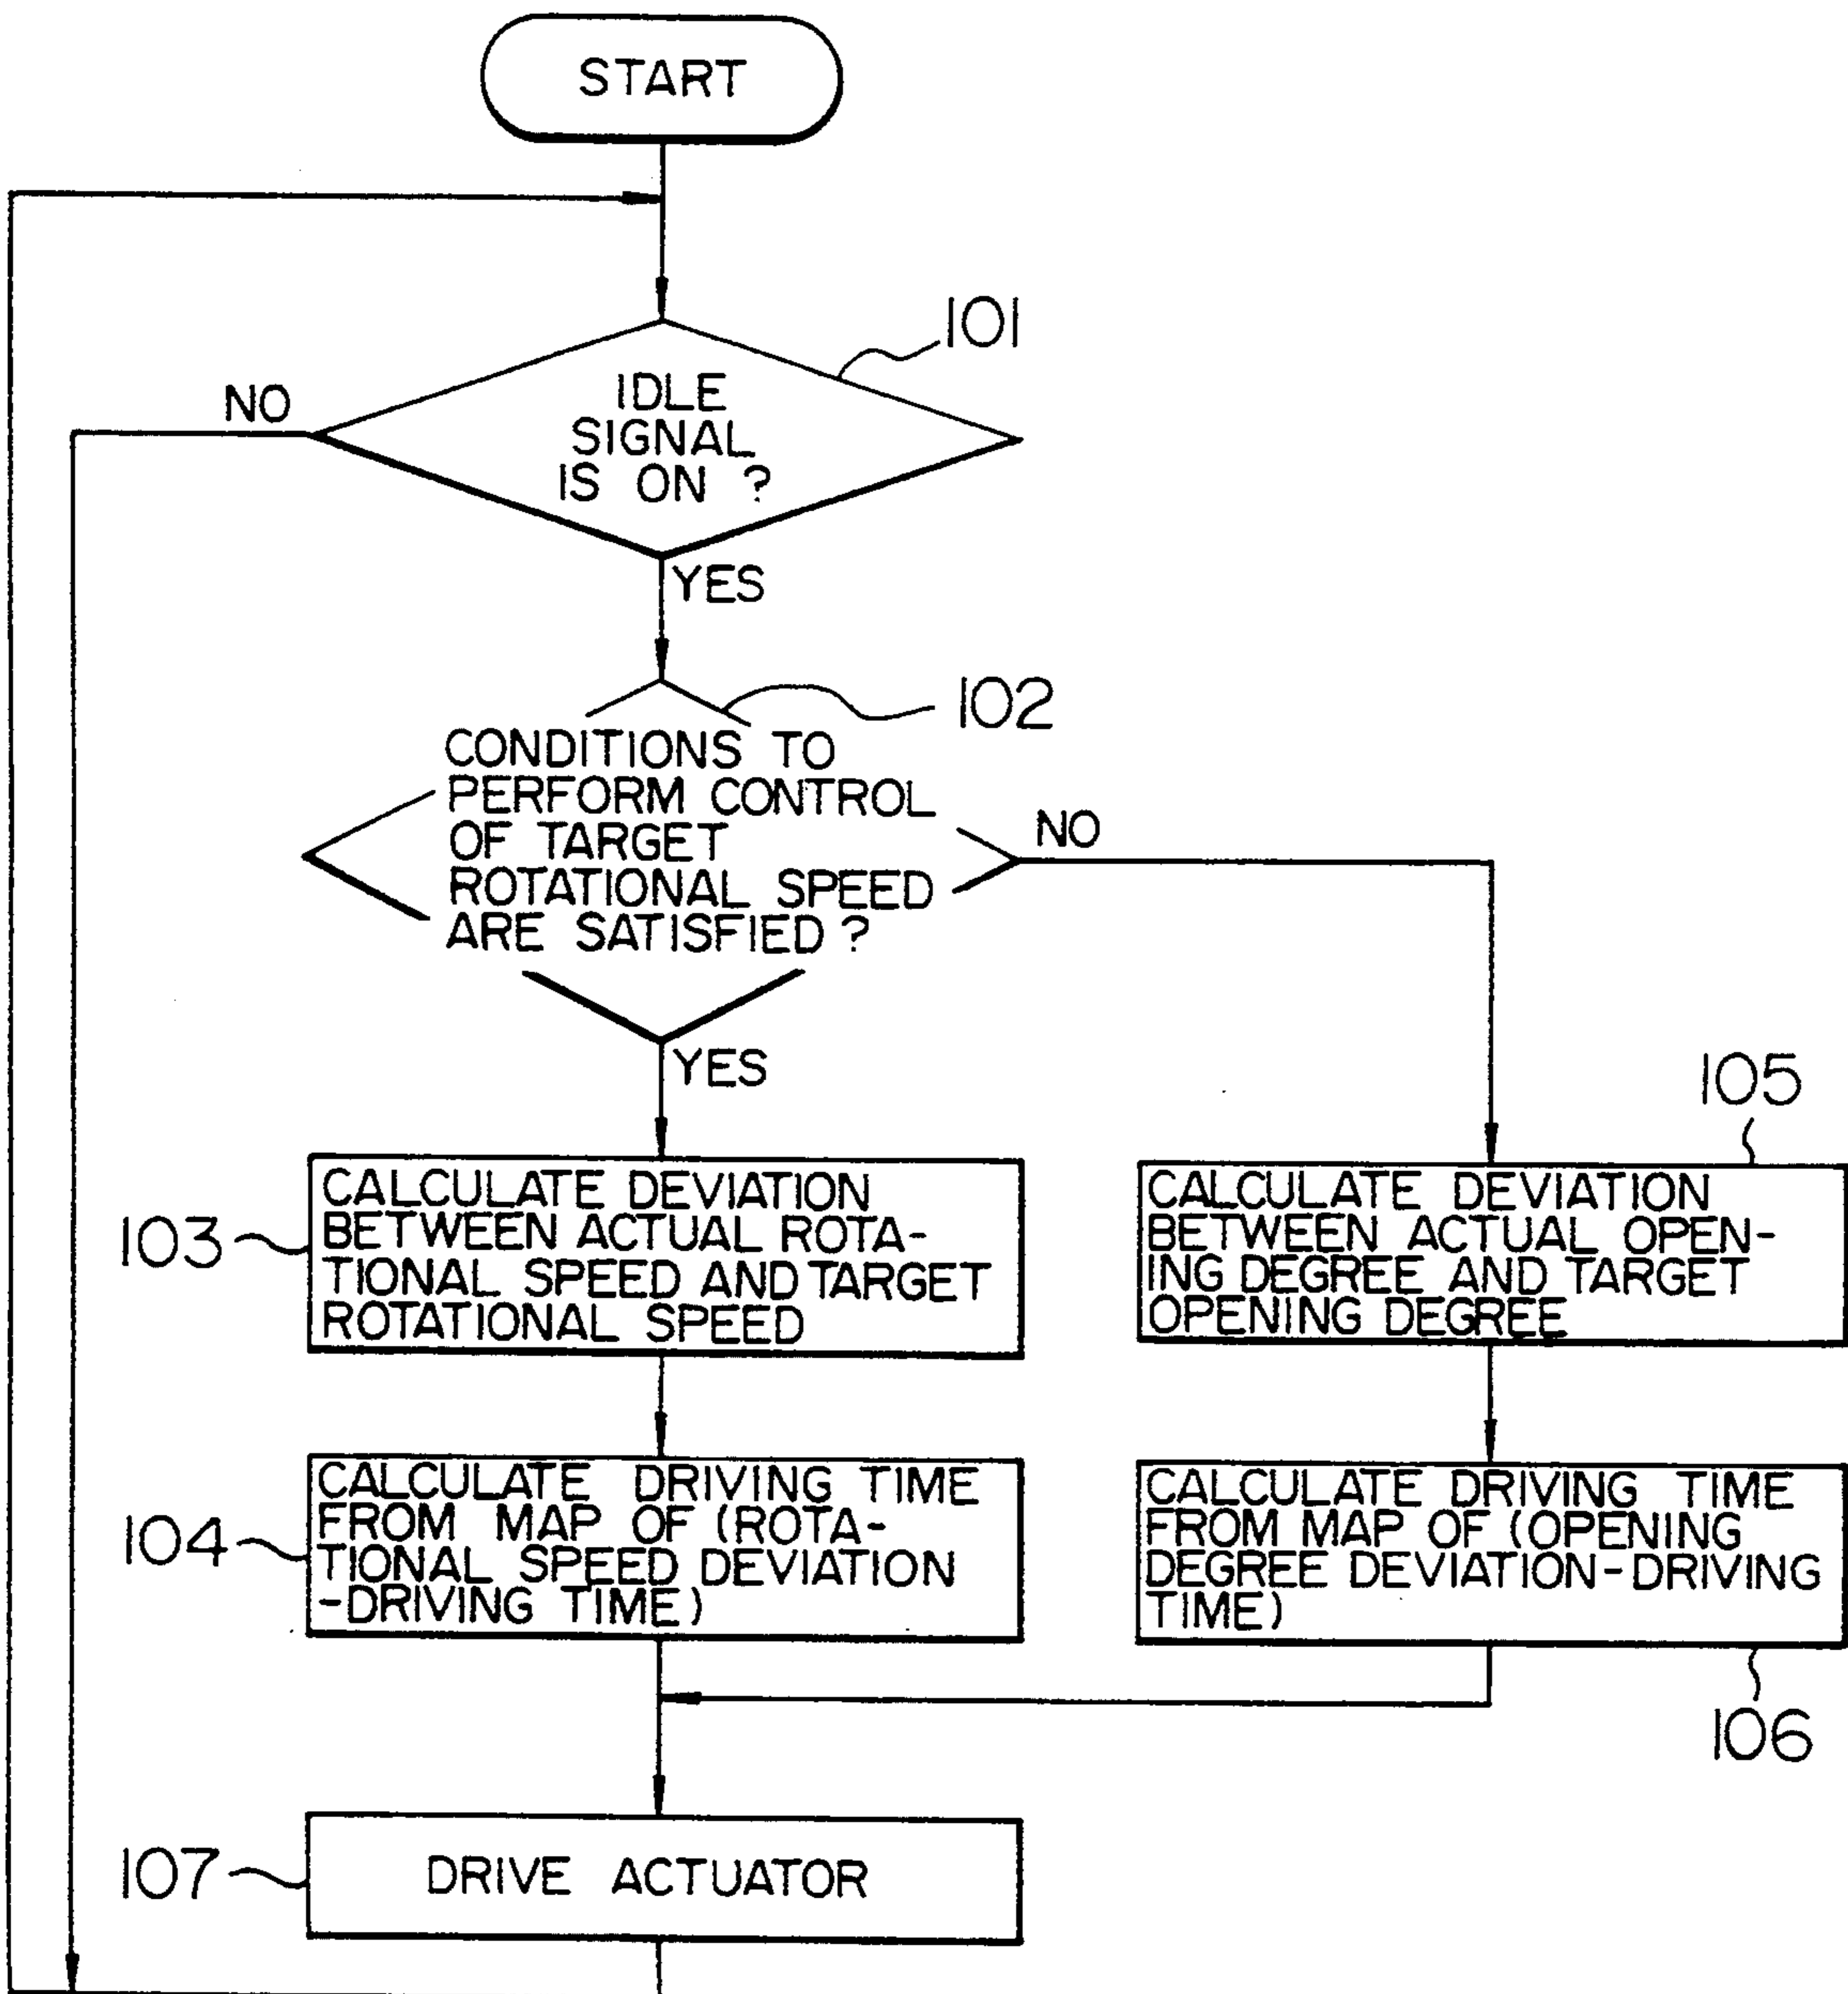 START
101
NO
IDLE
SIGNAL
IS ON ?
YES
102
CONDITIONS TO
PERFORM CONTROL
OF TARGET
ROTATIONAL SPEED
ARE SATISFIED ?
NO
YES
103
CALCULATE DEVIATION
BETWEEN ACTUAL ROTA-
TIONAL SPEED AND TARGET
ROTATIONAL SPEED
105
CALCULATE DEVIATION
BETWEEN ACTUAL OPEN-
ING DEGREE AND TARGET
OPENING DEGREE
104
CALCULATE DRIVING TIME
FROM MAP OF (ROTA-
TIONAL SPEED DEVIATION
-DRIVING TIME)
CALCULATE DRIVING TIME
FROM MAP OF (OPENING
DEGREE DEVIATION-DRIVING
TIME)
106
107
DRIVE ACTUATOR